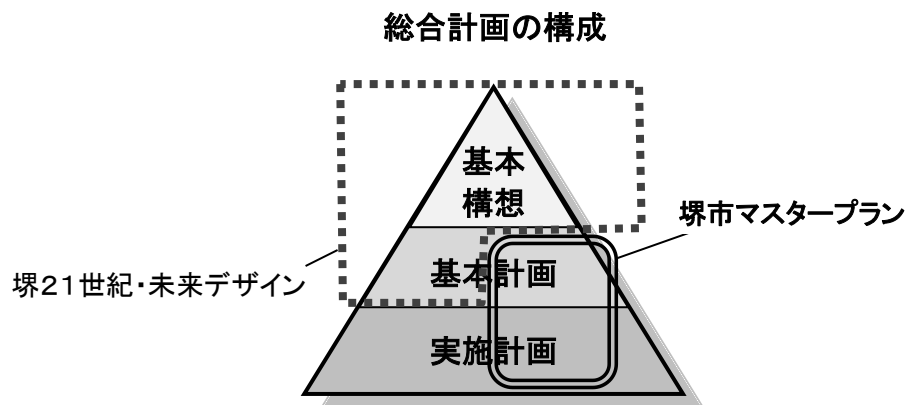 総合計画の構成
基本
構想
堺市マスタープラン
基本計画
堺21世紀・未来デザイン
実施計画